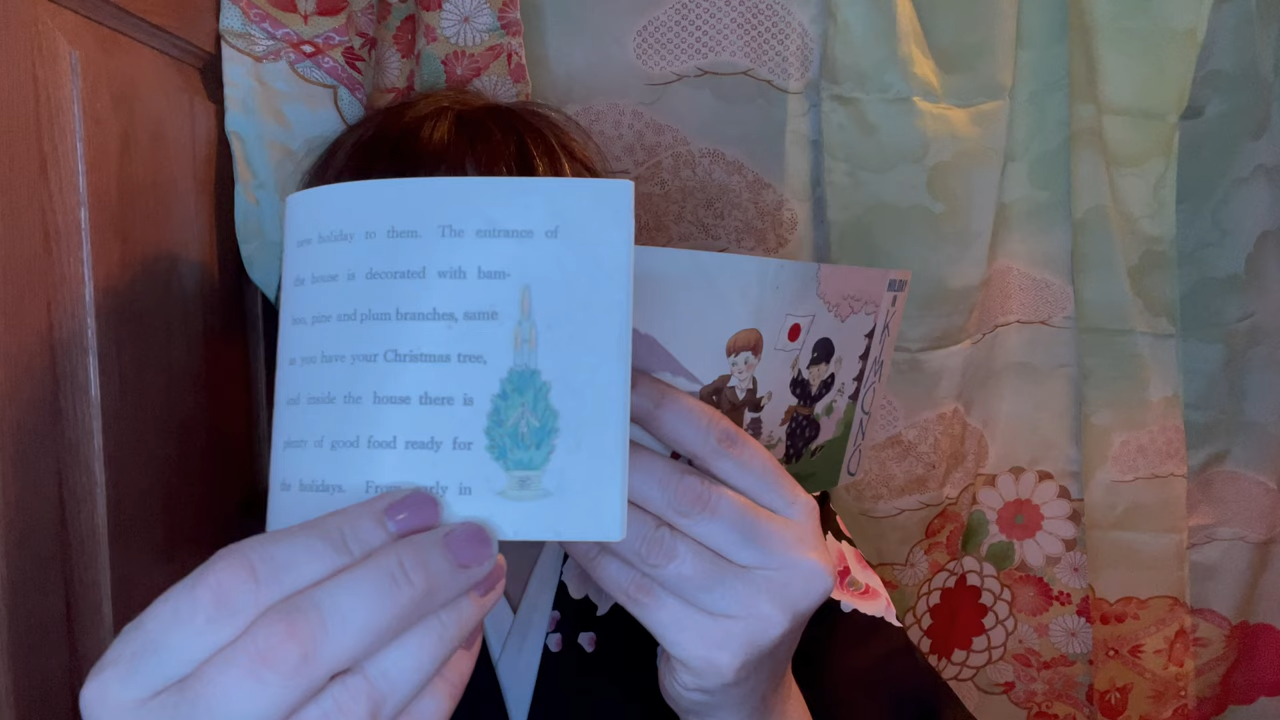 new holiday to them. The entrance of
the house is decorated with bam-
boo, pine and plum branches, same
as you have your Christmas tree,
and inside the house there is
plenty of good food ready for
the holidays. From early in
HOLIDAY
KIMONO